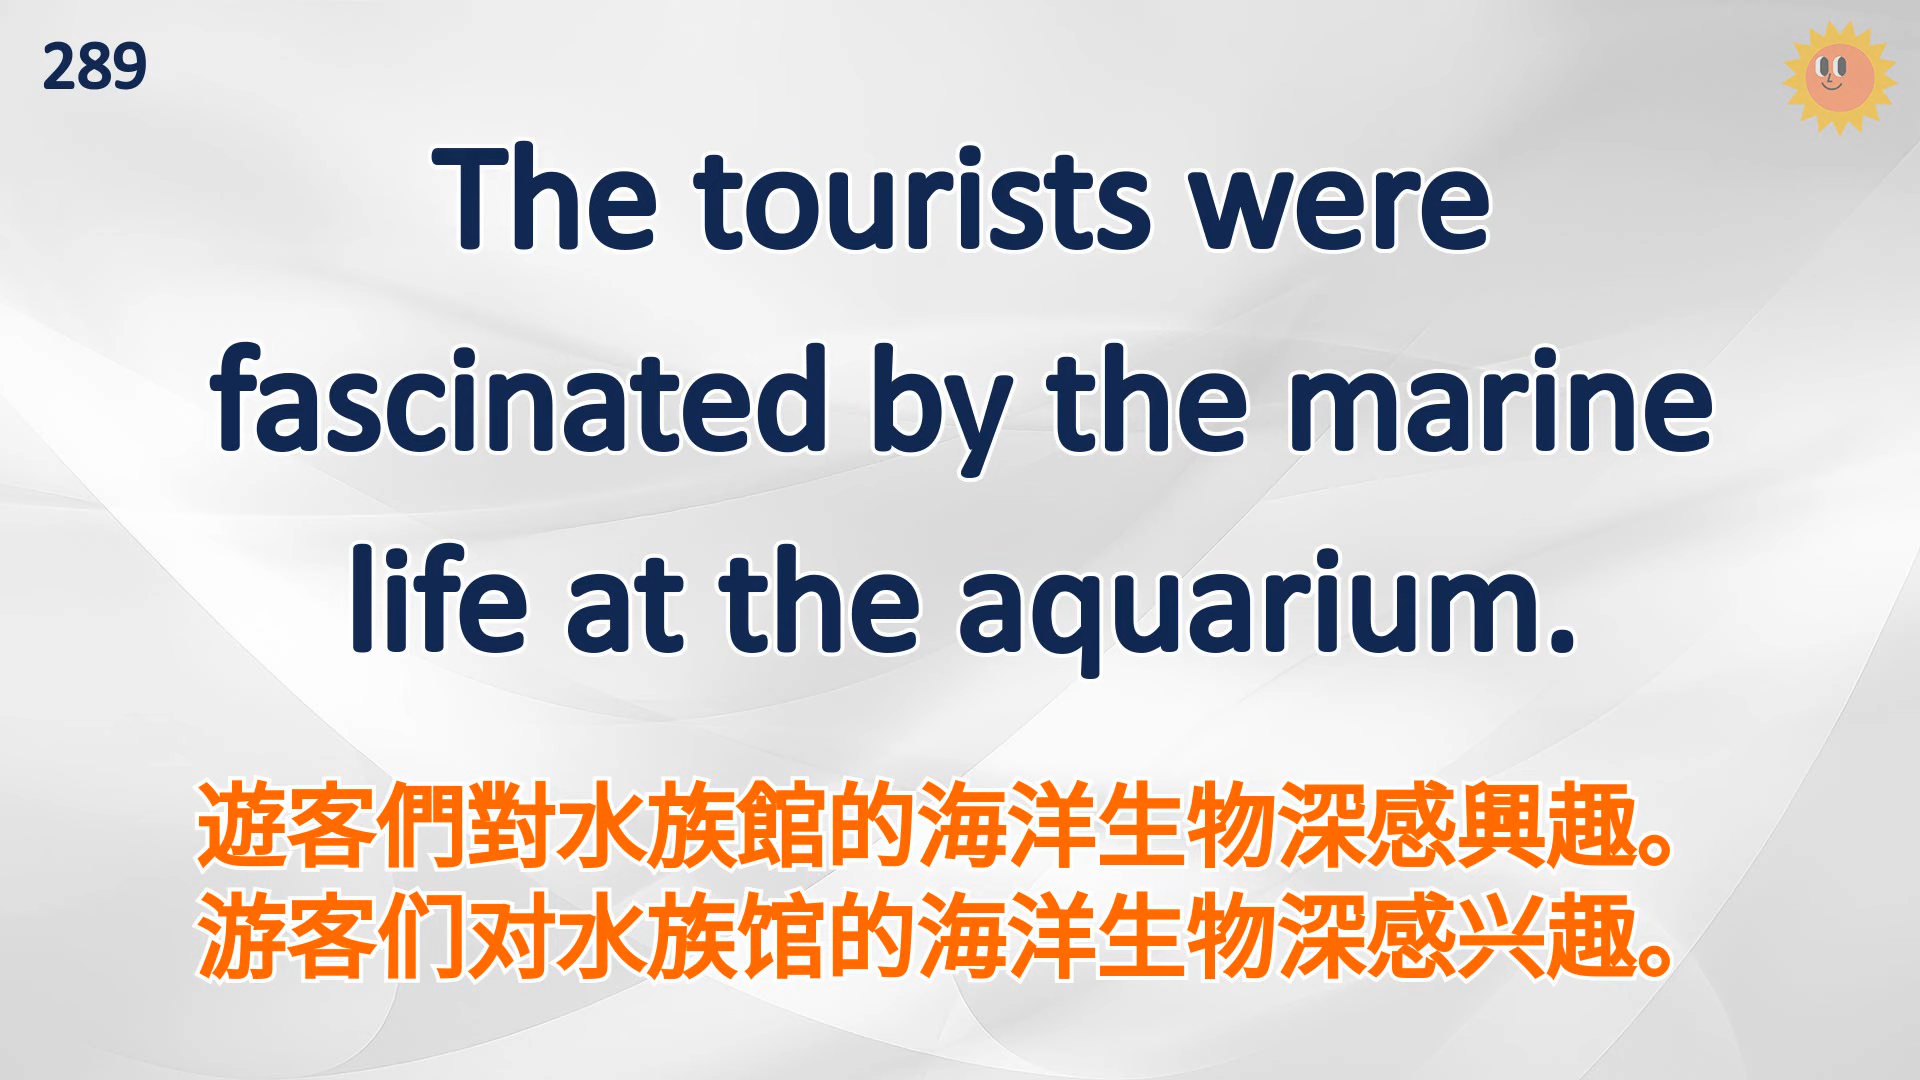 289
The tourists were
fascinated by the marine
life at the aquarium.
遊客們對水族館的海洋生物深感興趣。
游客们对水族馆的海洋生物深感兴趣。